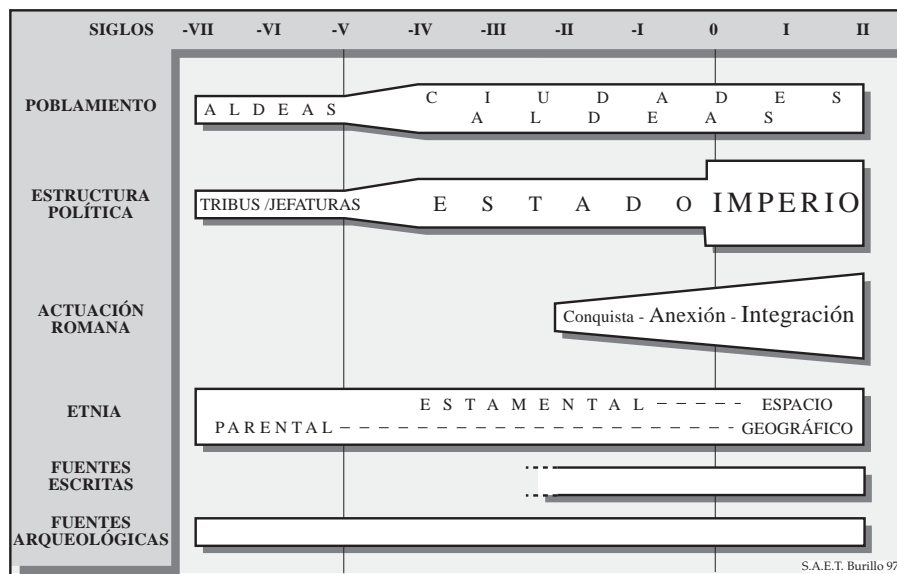 SIGLOS -VII -VI -V -IV -III -II -I 0 I II
POBLAMIENTO
ALDEAS
CIUDADES
ALDEAS
ESTRUCTURA
POLÍTICA
TRIBUS /JEFATURAS
ESTADO
IMPERIO
ACTUACIÓN
ROMANA
Conquista - Anexión - Integración
ETNIA
ESTAMENTAL – – – – ESPACIO
PARENTAL – – – – – – – – – – – – – – – – – – – – – – – GEOGRÁFICO
FUENTES
ESCRITAS
FUENTES
ARQUEOLÓGICAS
S.A.E.T. Burillo 97